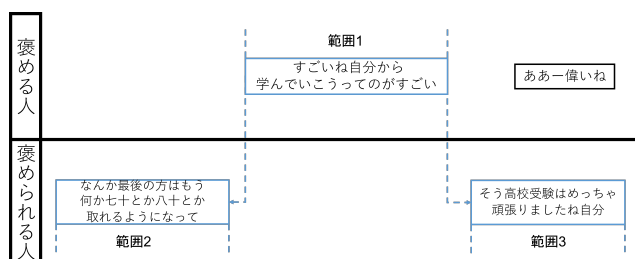 褒める人
範囲1
すごいね自分から
学んでいこうってのがすごい
ああー偉いね
褒められる人
なんか最後の方はもう
何か七十とか八十とか
取れるようになって
範囲2
そう高校受験はめっちゃ
頑張りましたね自分
範囲3